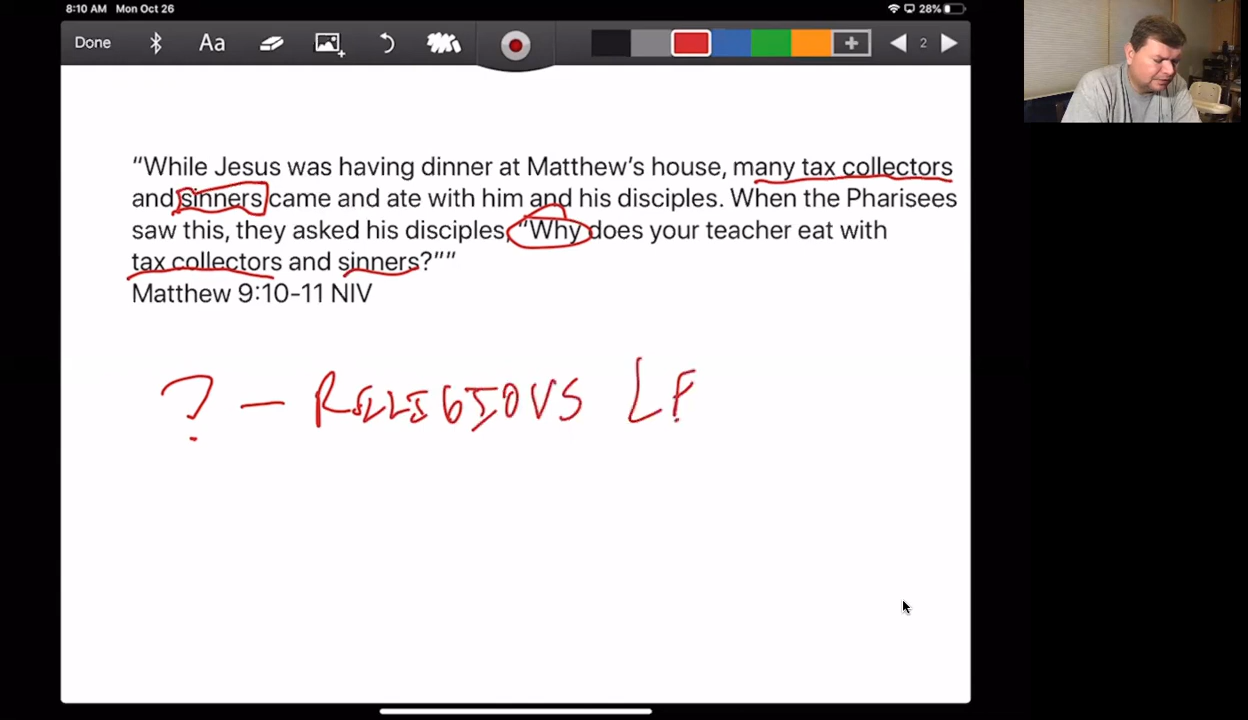 8:10 AM Mon Oct 26
28%
Done
Aa
2
“While Jesus was having dinner at Matthew’s house, many tax collectors
and sinners came and ate with him and his disciples. When the Pharisees
saw this, they asked his disciples, “Why does your teacher eat with
tax collectors and sinners?””
Matthew 9:10-11 NIV
? — RELIGIOUS LE